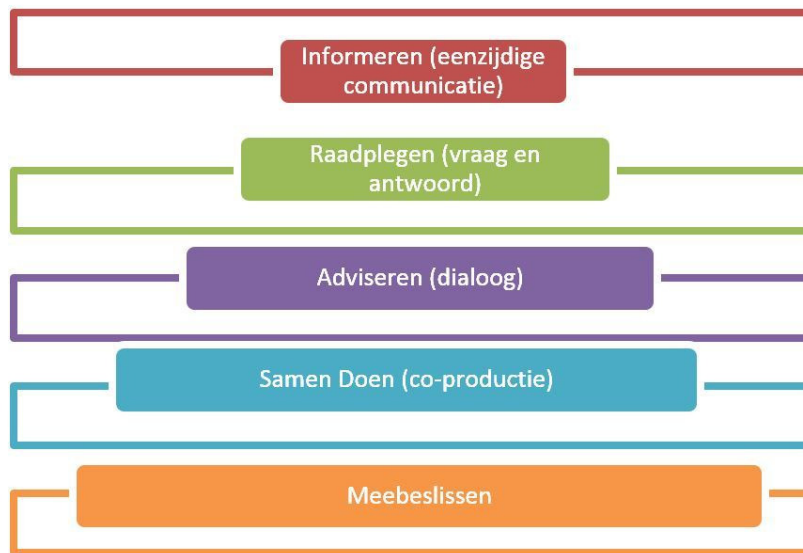 Informeren (eenzijdige
communicatie)
Raadplegen (vraag en
antwoord)
Adviseren (dialoog)
Samen Doen (co-productie)
Meebeslissen